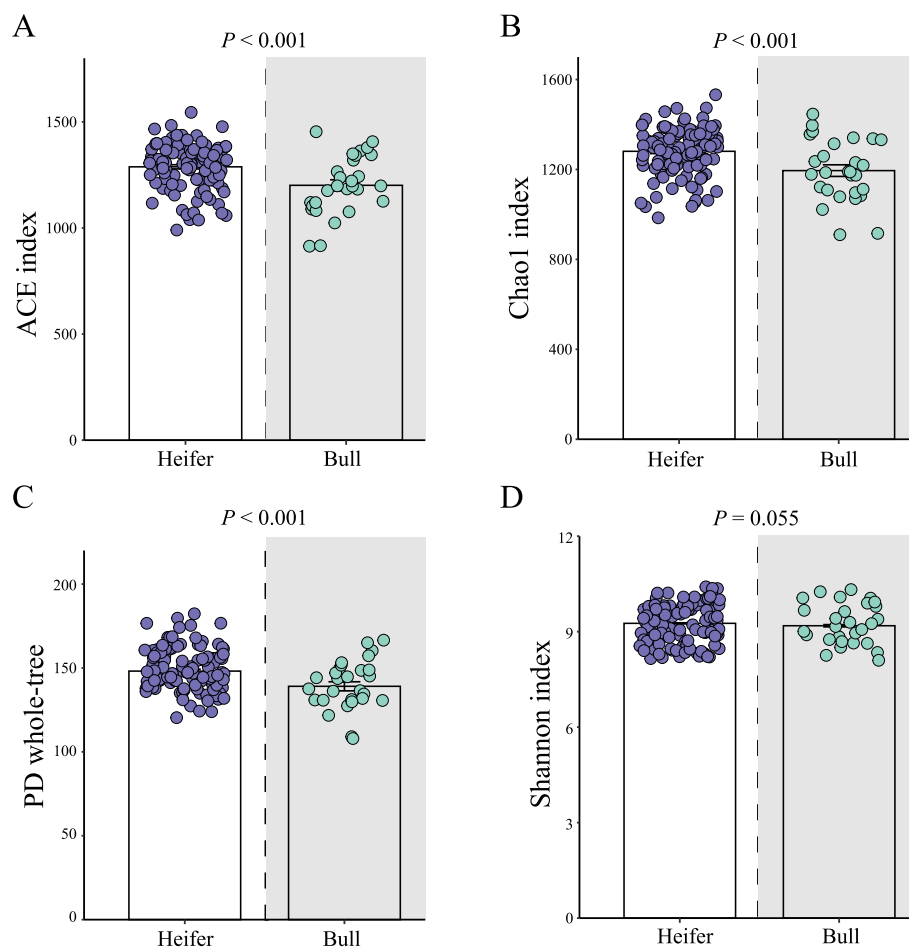 A
P < 0.001
ACE index
1500
1000
500
0
Heifer
Bull
B
P < 0.001
Chao1 index
1600
1200
800
400
0
Heifer
Bull
C
P < 0.001
PD whole-tree
200
150
100
50
0
Heifer
Bull
D
P = 0.055
Shannon index
12
9
6
3
0
Heifer
Bull